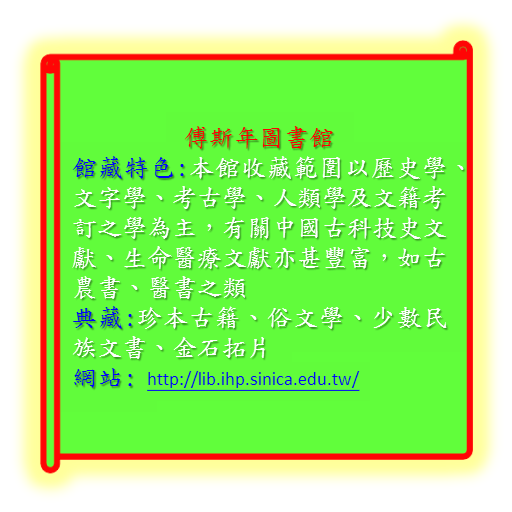 傅斯年圖書館
館藏特色:本館收藏範圍以歷史學、
文字學、考古學、人類學及文籍考
訂之學為主，有關中國古科技史文
獻、生命醫療文獻亦甚豐富，如古
農書、醫書之類
典藏:珍本古籍、俗文學、少數民
族文書、金石拓片
網站: http://lib.ihp.sinica.edu.tw/